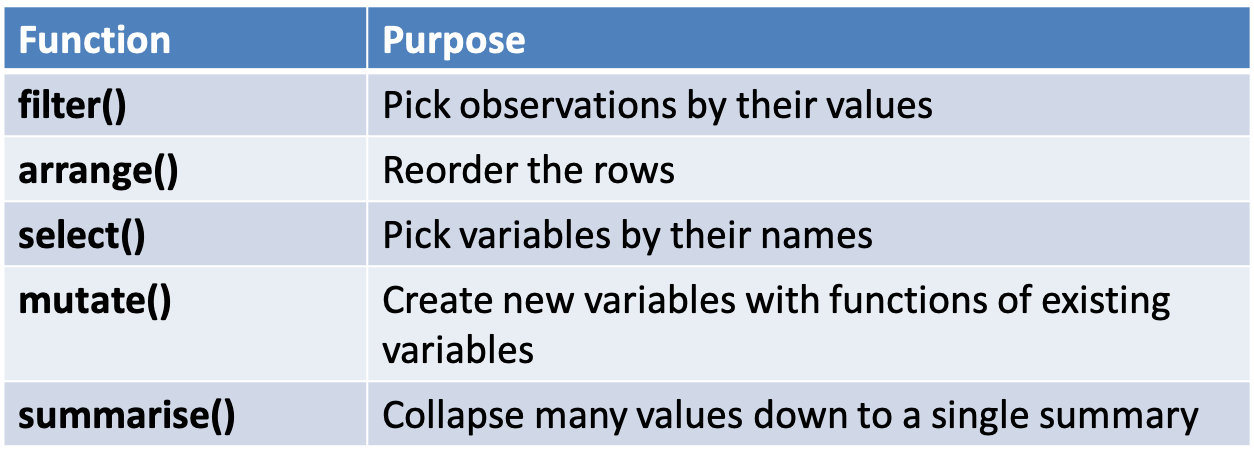 Function Purpose
filter() Pick observations by their values
arrange() Reorder the rows
select() Pick variables by their names
mutate() Create new variables with functions of existing
variables
summarise() Collapse many values down to a single summary